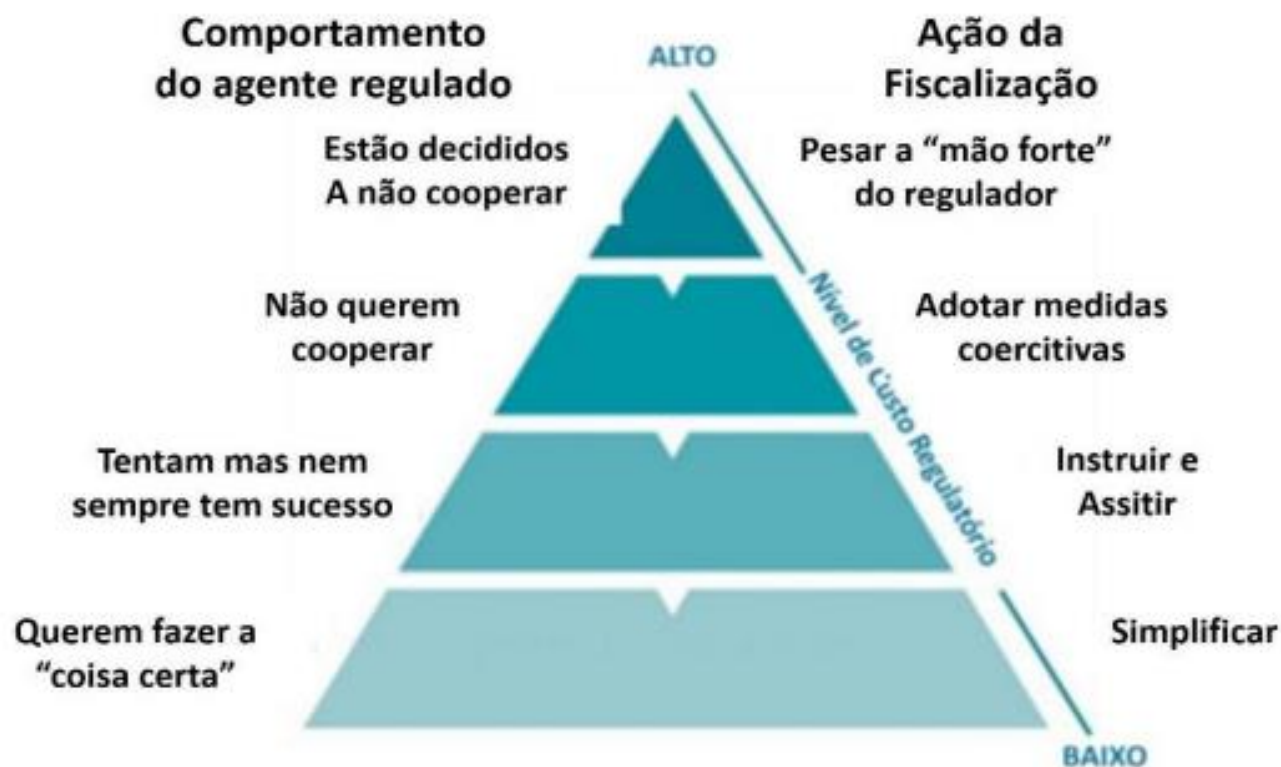 Comportamento
do agente regulado
ALTO
Ação da
Fiscalização
Estão decididos
A não cooperar
Pesar a “mão forte”
do regulador
Não querem
cooperar
Nível de Custo Regulatório
Adotar medidas
coercitivas
Tentam mas nem
sempre tem sucesso
Instruir e
Assitir
Querem fazer a
“coisa certa”
Simplificar
BAIXO